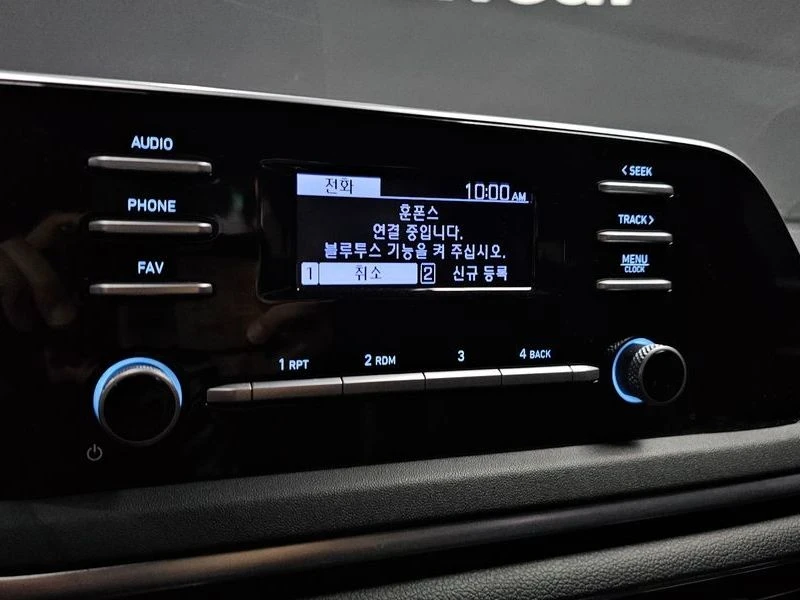 AUDIO
PHONE
FAV
전화 10:00 AM
훈폰스
연결 중입니다.
블루투스 기능을 켜 주십시오.
1 취소 2 신규 등록
< SEEK
TRACK >
MENU
CLOCK
1 RPT 2 RDM 3 4 BACK